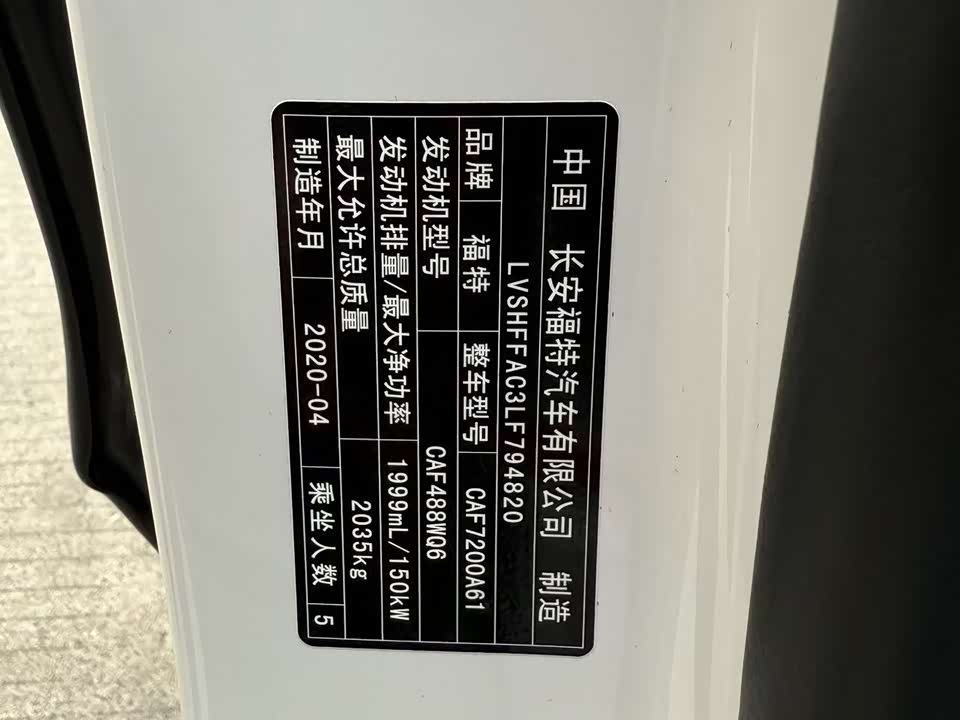 中国 长安福特汽车有限公司 制造
LVSHFFAC3LF794820
品牌 福特 整车型号 CAF7200A61
发动机型号 CAF488WQ6
发动机排量/最大净功率 1999mL/150kW
最大允许总质量 2035kg
制造年月 2020-04 乘坐人数 5